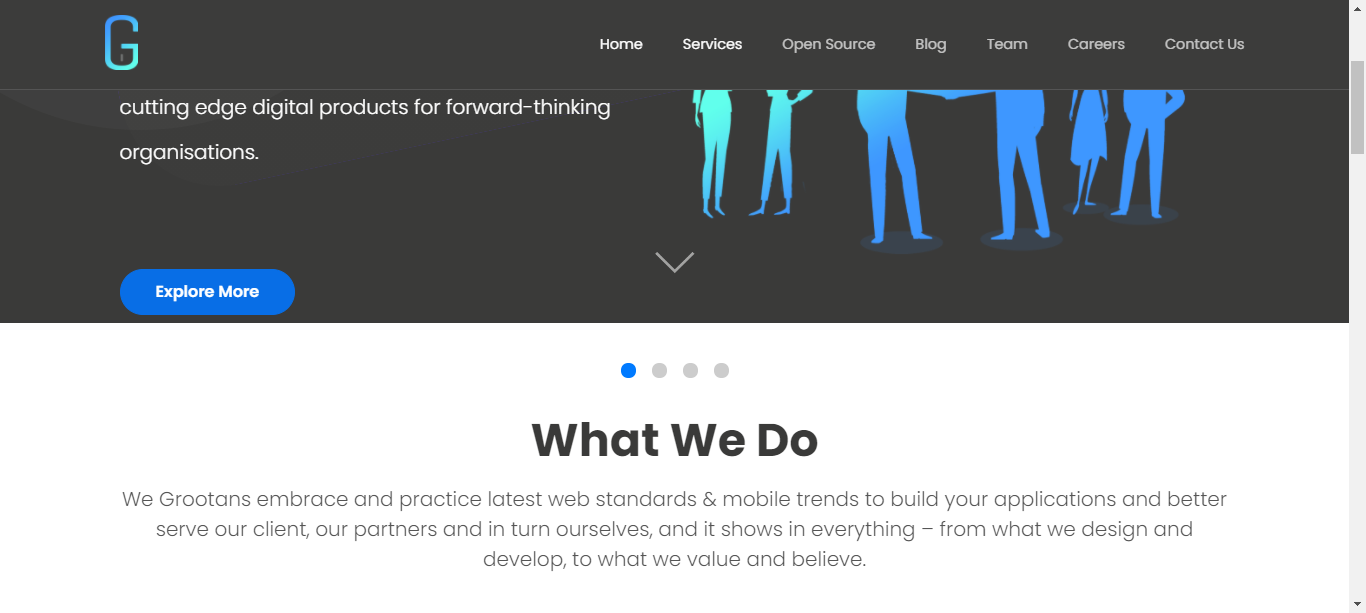 G
Home Services Open Source Blog Team Careers Contact Us
cutting edge digital products for forward-thinking
organisations.
Explore More
What We Do
We Grootans embrace and practice latest web standards & mobile trends to build your applications and better
serve our client, our partners and in turn ourselves, and it shows in everything – from what we design and
develop, to what we value and believe.